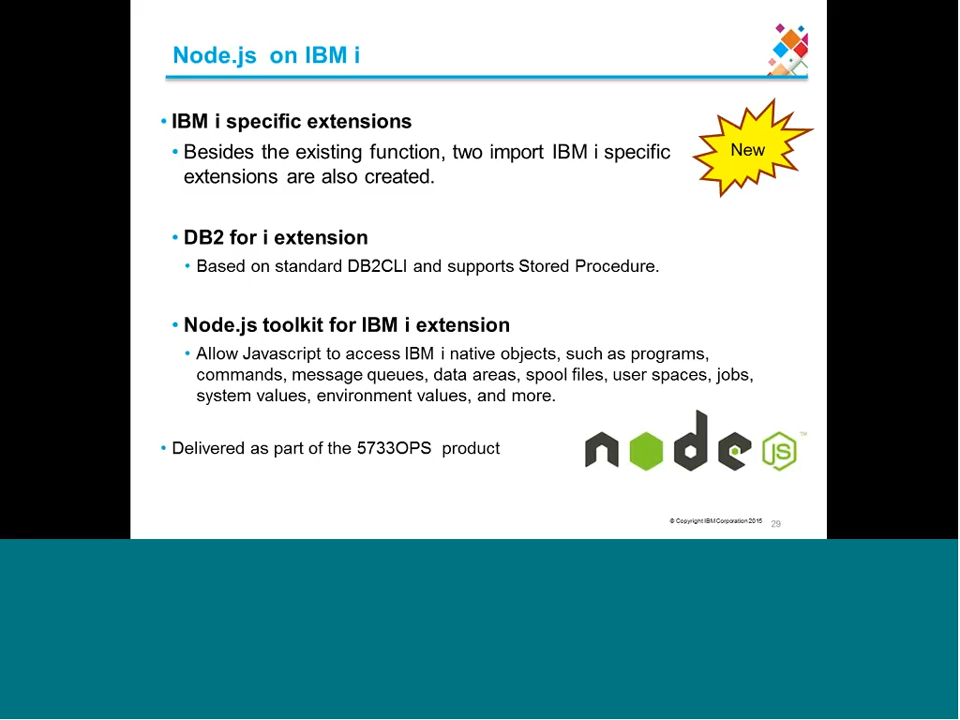 Node.js on IBM i
• IBM i specific extensions
• Besides the existing function, two import IBM i specific
extensions are also created.
New
• DB2 for i extension
• Based on standard DB2CLI and supports Stored Procedure.
• Node.js toolkit for IBM i extension
• Allow Javascript to access IBM i native objects, such as programs,
commands, message queues, data areas, spool files, user spaces, jobs,
system values, environment values, and more.
• Delivered as part of the 5733OPS product
node JS ™
© Copyright IBM Corporation 2015
29